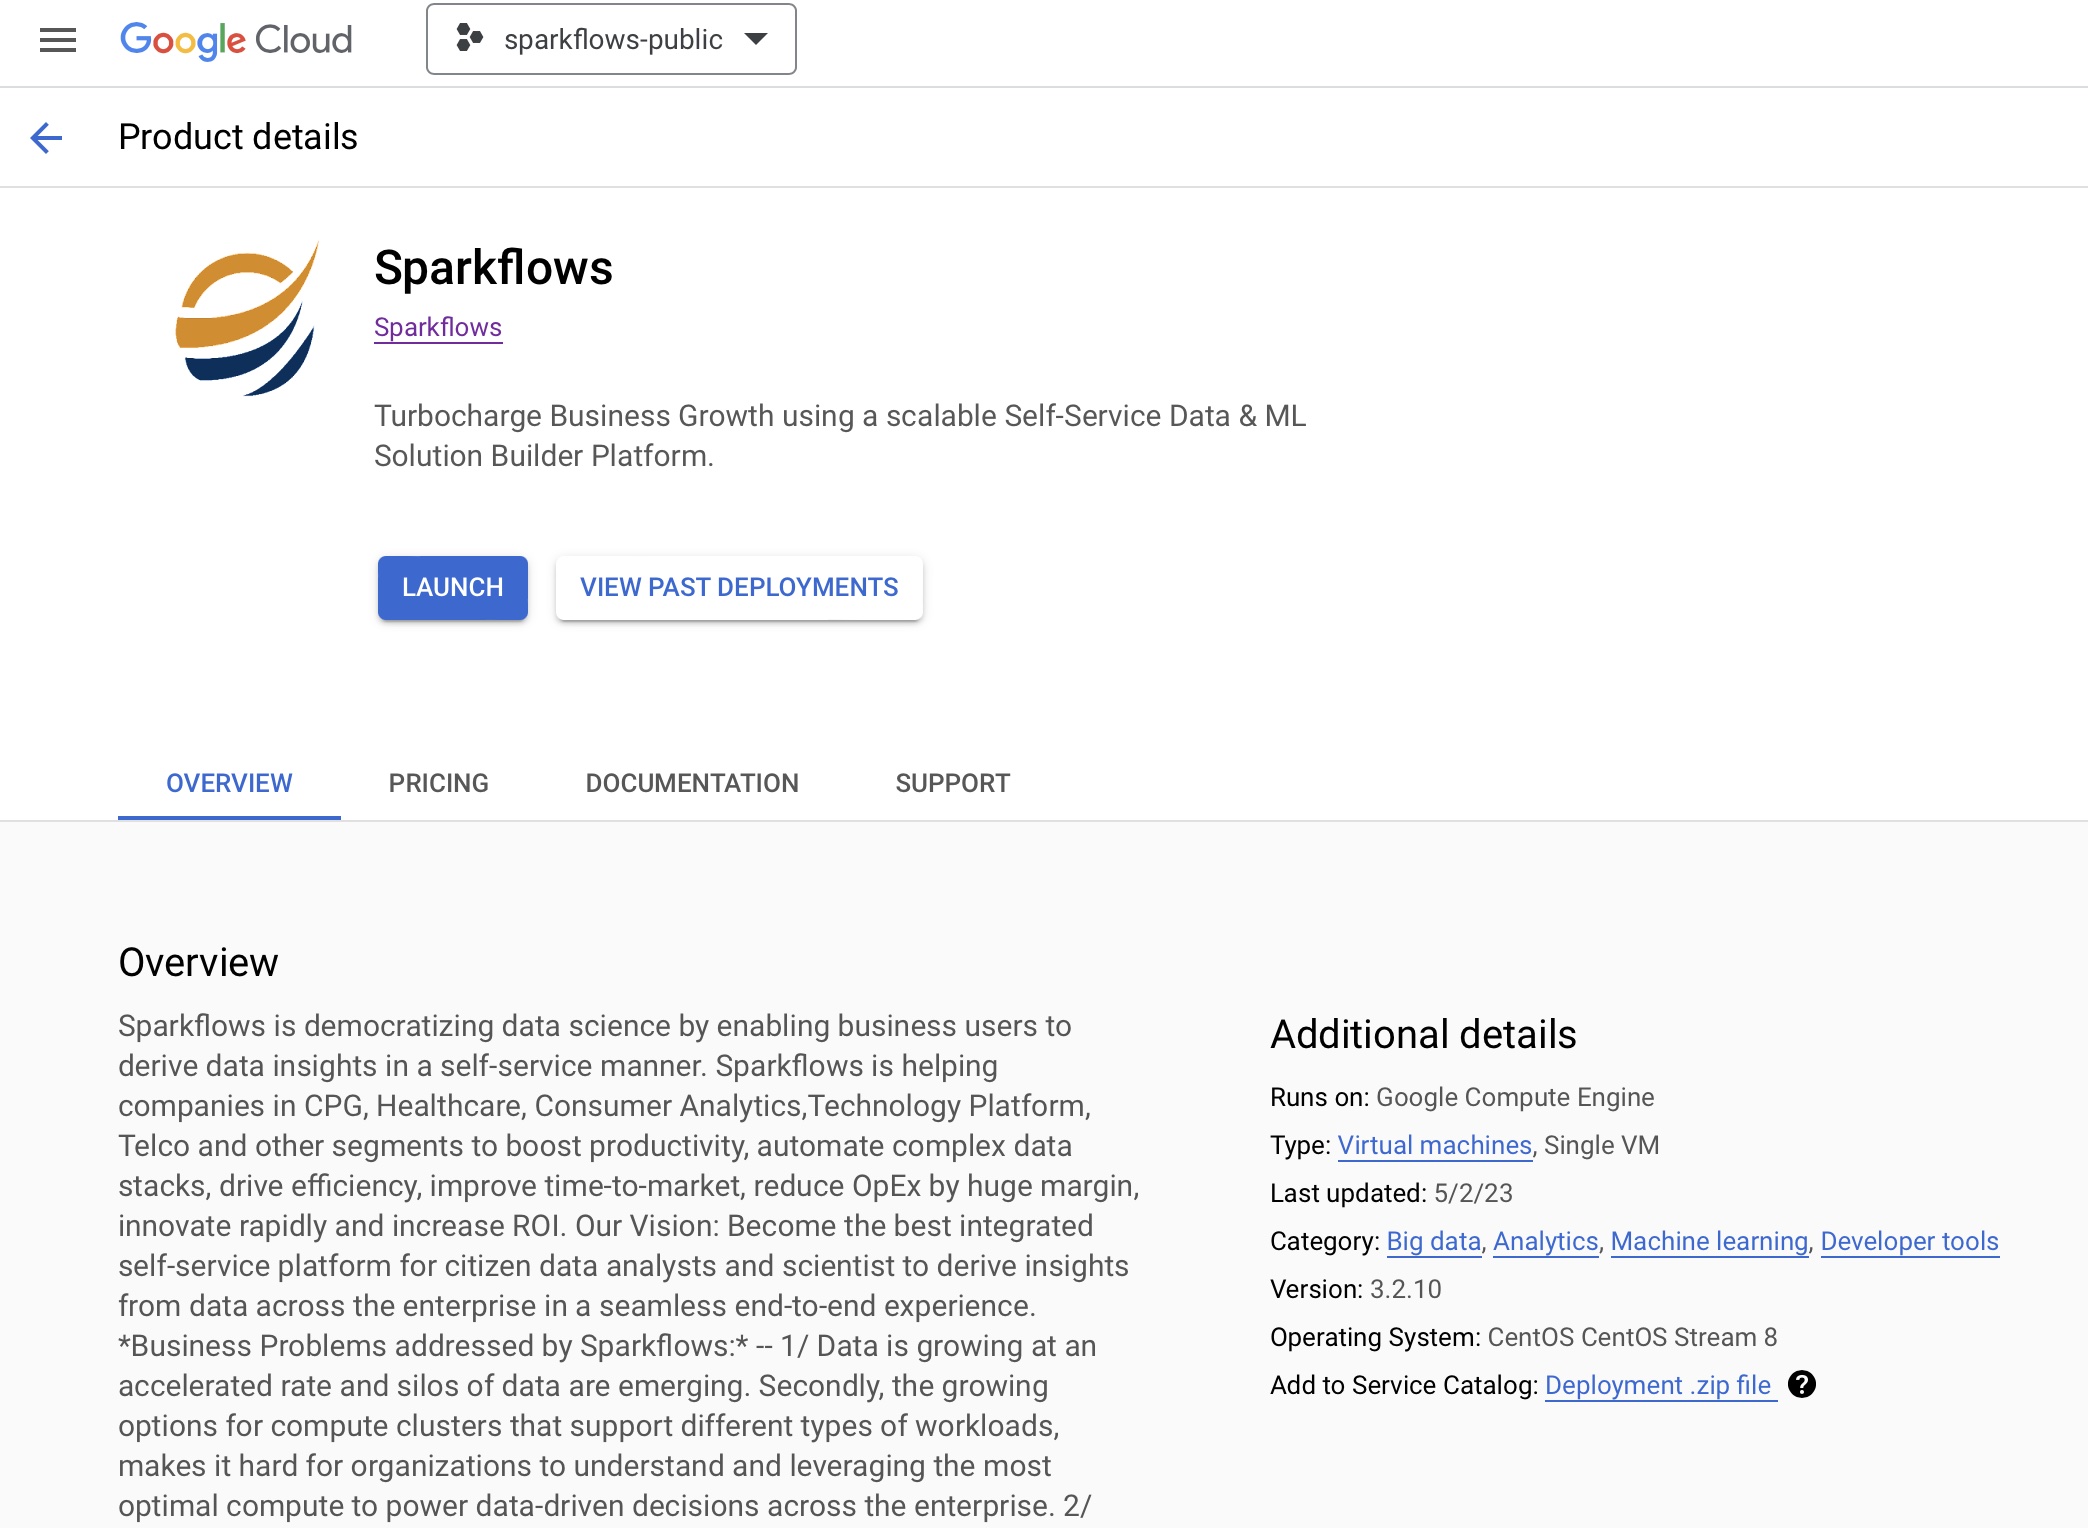 Google Cloud
sparkflows-public
Product details
Sparkflows
Sparkflows
Turbocharge Business Growth using a scalable Self-Service Data & ML
Solution Builder Platform.
LAUNCH
VIEW PAST DEPLOYMENTS
OVERVIEW
PRICING
DOCUMENTATION
SUPPORT
Overview
Sparkflows is democratizing data science by enabling business users to
derive data insights in a self-service manner. Sparkflows is helping
companies in CPG, Healthcare, Consumer Analytics,Technology Platform,
Telco and other segments to boost productivity, automate complex data
stacks, drive efficiency, improve time-to-market, reduce OpEx by huge margin,
innovate rapidly and increase ROI. Our Vision: Become the best integrated
self-service platform for citizen data analysts and scientist to derive insights
from data across the enterprise in a seamless end-to-end experience.
*Business Problems addressed by Sparkflows:* -- 1/ Data is growing at an
accelerated rate and silos of data are emerging. Secondly, the growing
options for compute clusters that support different types of workloads,
makes it hard for organizations to understand and leveraging the most
optimal compute to power data-driven decisions across the enterprise. 2/
Additional details
Runs on: Google Compute Engine
Type: Virtual machines, Single VM
Last updated: 5/2/23
Category: Big data, Analytics, Machine learning, Developer tools
Version: 3.2.10
Operating System: CentOS CentOS Stream 8
Add to Service Catalog: Deployment .zip file ?